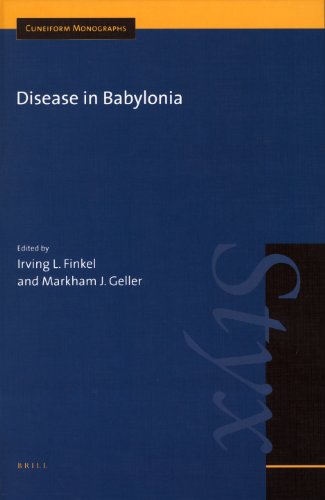 CUNEIFORM MONOGRAPHS
Disease in Babylonia
Edited by
Irving L. Finkel
and Markham J. Geller
Styx
BRILL